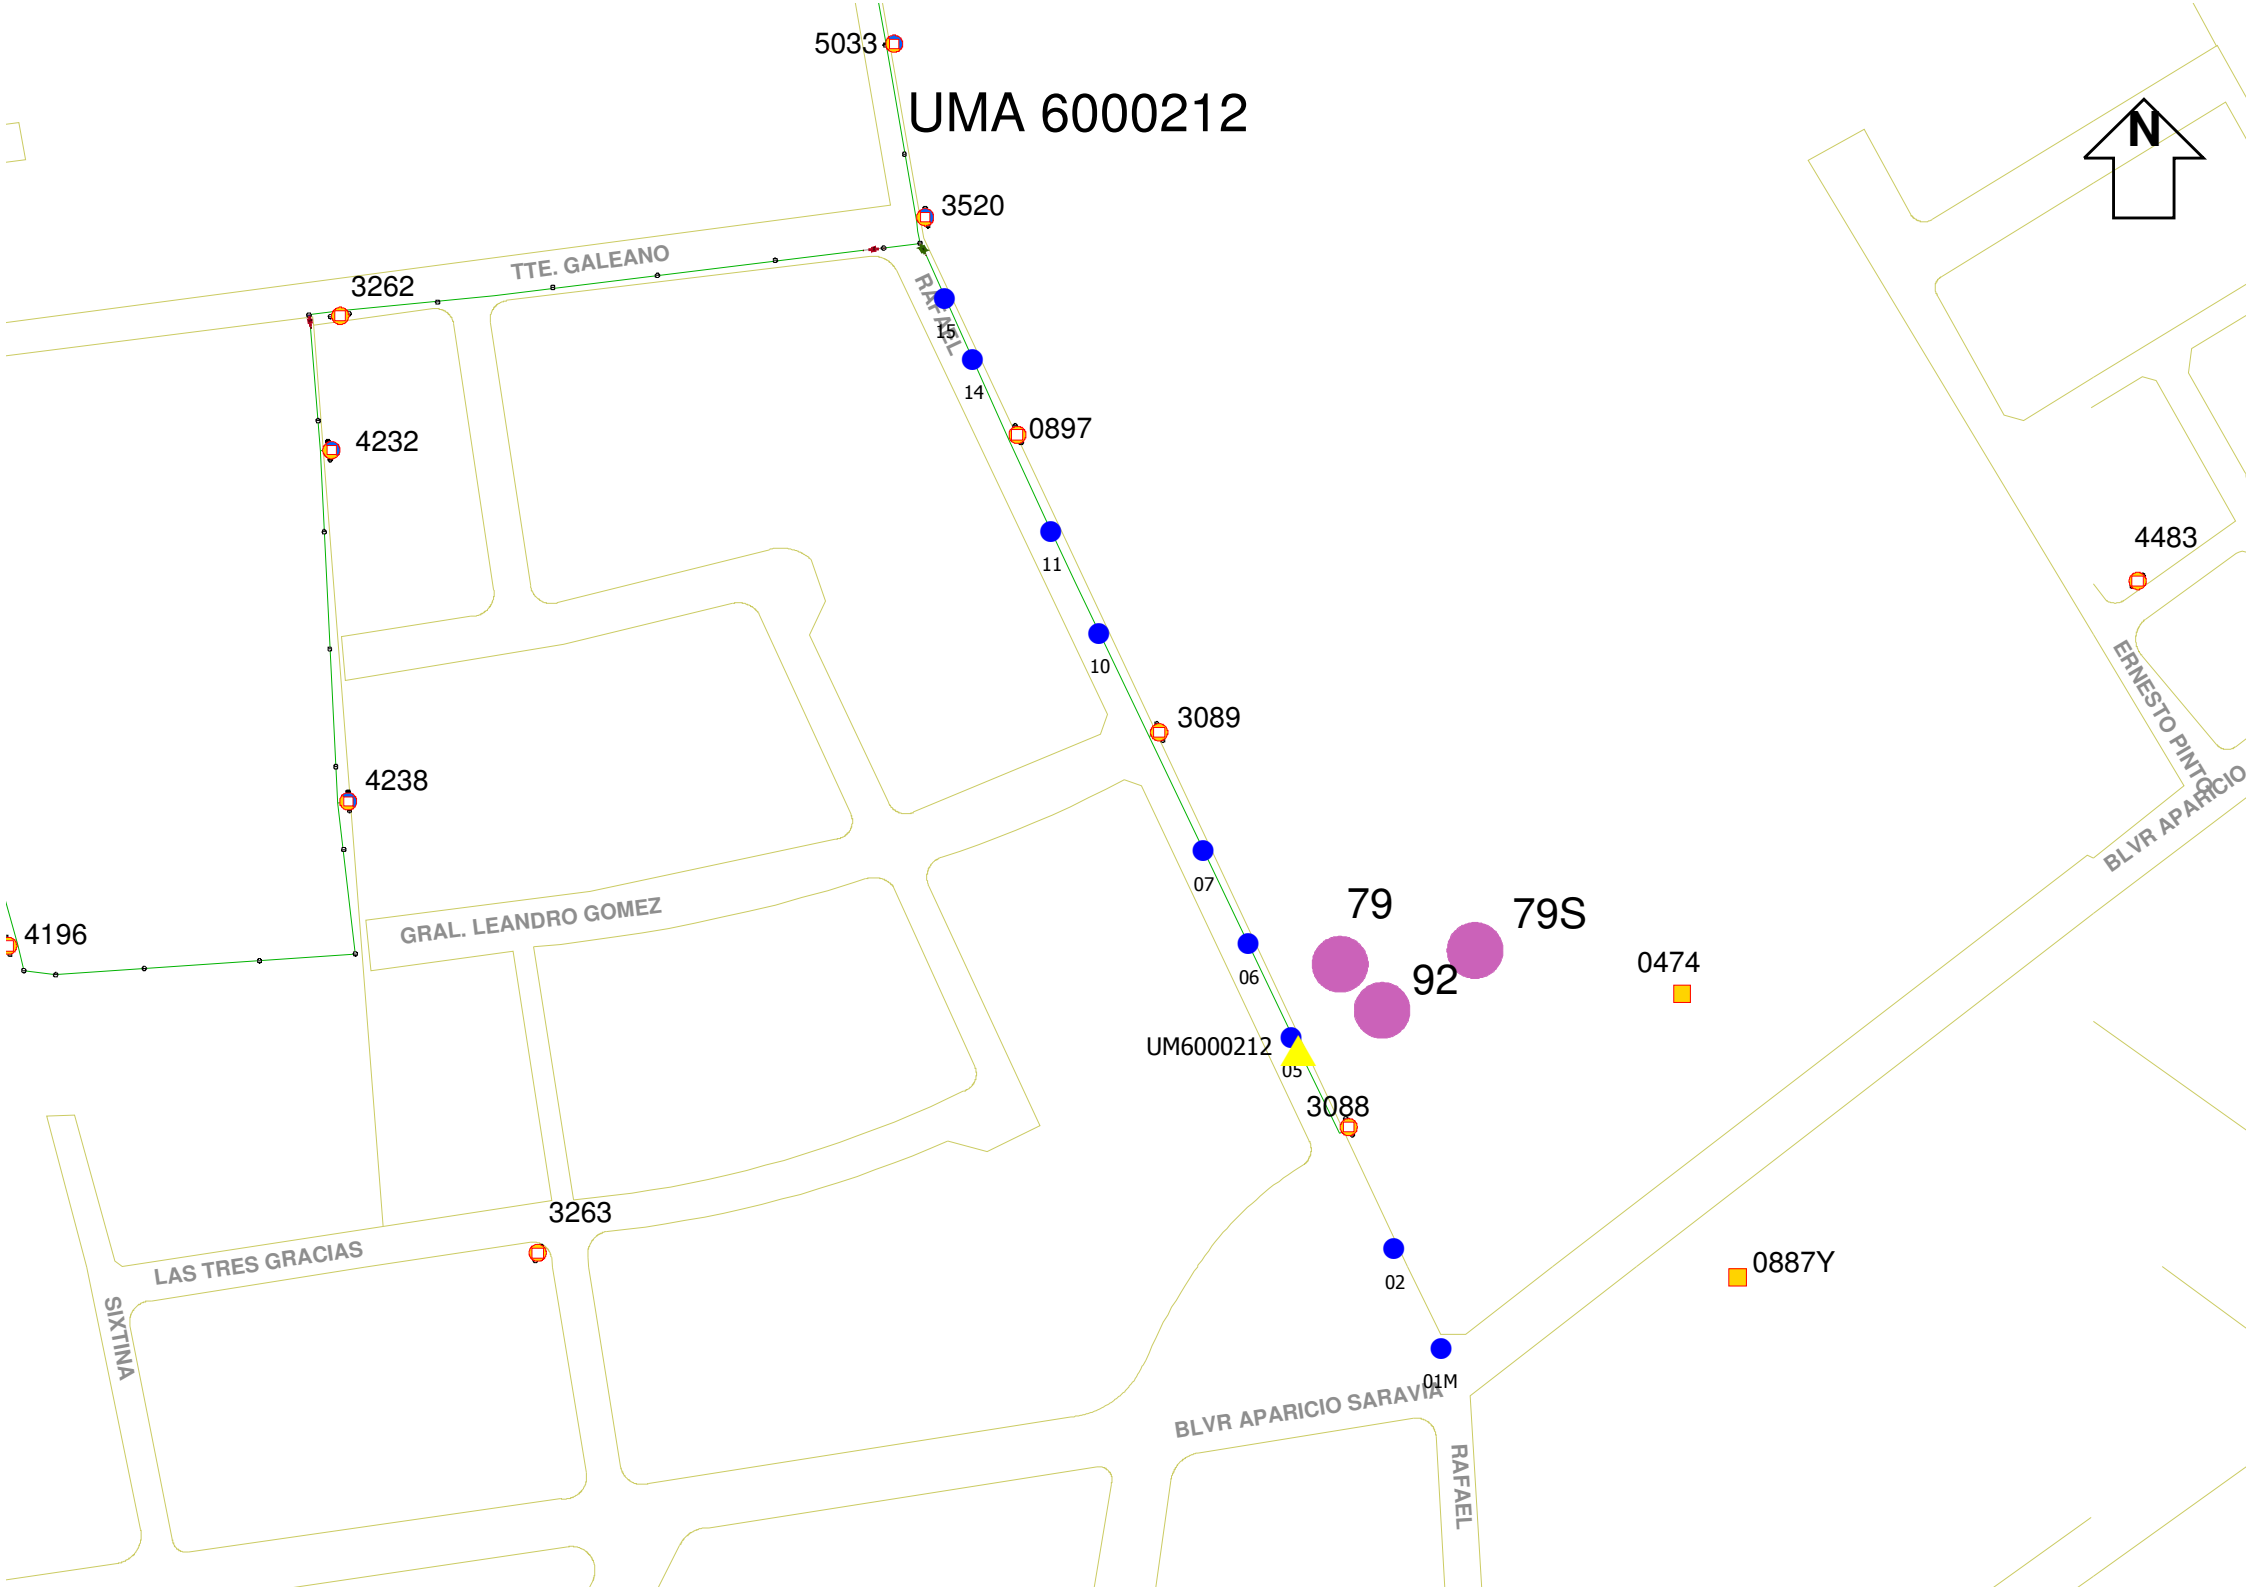 5033
UMA 6000212
N
3520
TTE. GALEANO
3262
RAFAEL
15
14
4232
0897
4483
11
10
ERNESTO PINTO
3089
4238
BLVR APARICIO
07
79
79S
GRAL. LEANDRO GOMEZ
4196
0474
92
06
UM6000212
05
3088
3263
LAS TRES GRACIAS
0887Y
02
SIXTINA
01M
BLVR APARICIO SARAVIA
RAFAEL